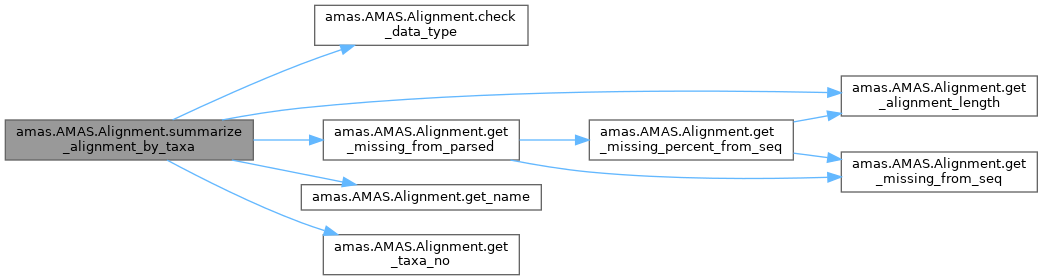 amas.AMAS.Alignment.check
_data_type
amas.AMAS.Alignment.summarize
_alignment_by_taxa
amas.AMAS.Alignment.get
_alignment_length
amas.AMAS.Alignment.get
_missing_from_parsed
amas.AMAS.Alignment.get
_missing_percent_from_seq
amas.AMAS.Alignment.get
_missing_from_seq
amas.AMAS.Alignment.get_name
amas.AMAS.Alignment.get
_taxa_no